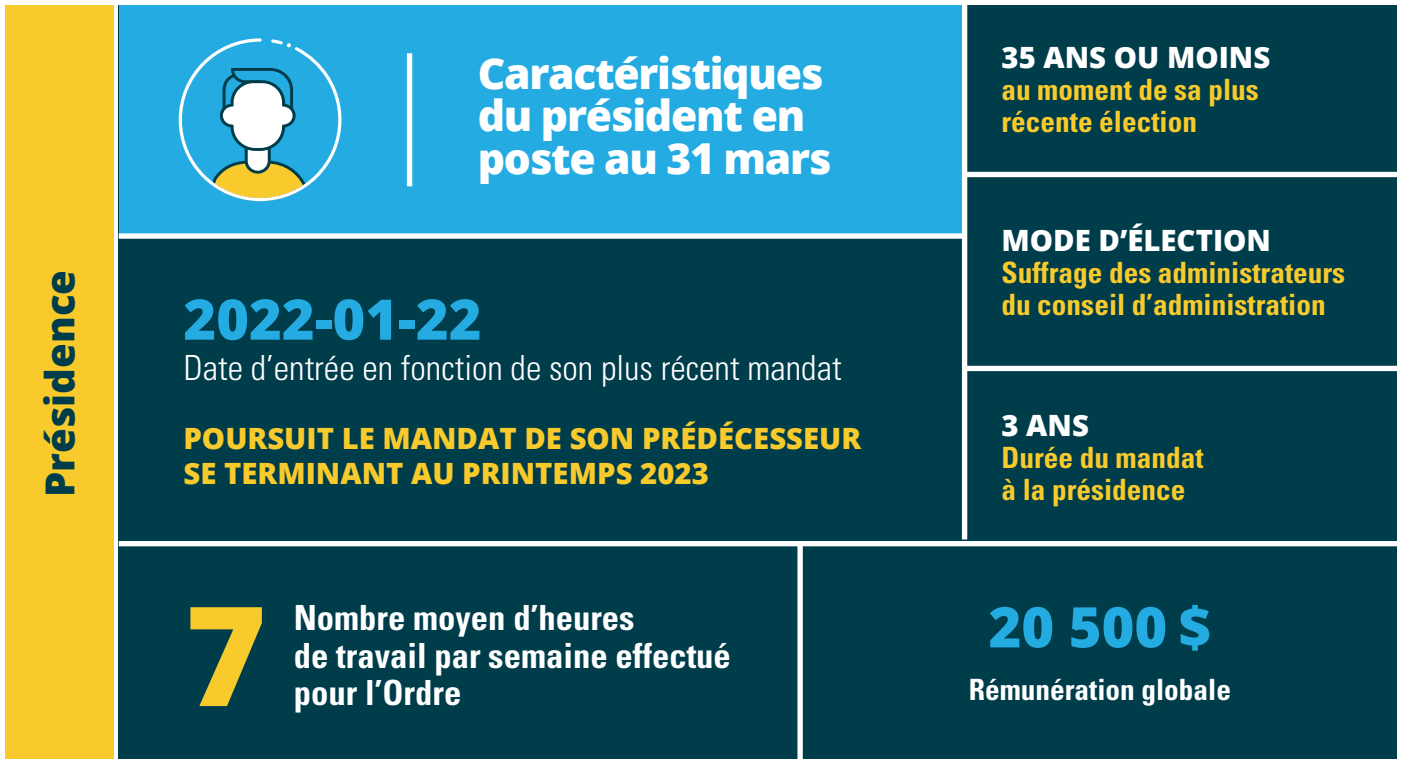 Présidence
Caractéristiques
du président en
poste au 31 mars
35 ANS OU MOINS
au moment de sa plus
récente élection
MODE D’ÉLECTION
Suffrage des administrateurs
du conseil d’administration
2022-01-22
Date d’entrée en fonction de son plus récent mandat
POURSUIT LE MANDAT DE SON PRÉDÉCESSEUR
SE TERMINANT AU PRINTEMPS 2023
3 ANS
Durée du mandat
à la présidence
7
Nombre moyen d’heures
de travail par semaine effectué
pour l’Ordre
20 500 $
Rémunération globale